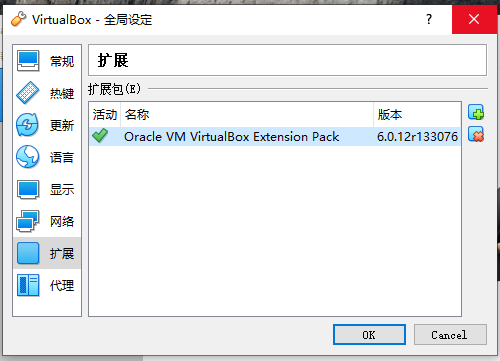 VirtualBox - 全局设定
?
常规
热键
更新
语言
显示
网络
扩展
代理
扩展
扩展包(E)
活动 名称 版本
Oracle VM VirtualBox Extension Pack 6.0.12r133076
OK Cancel